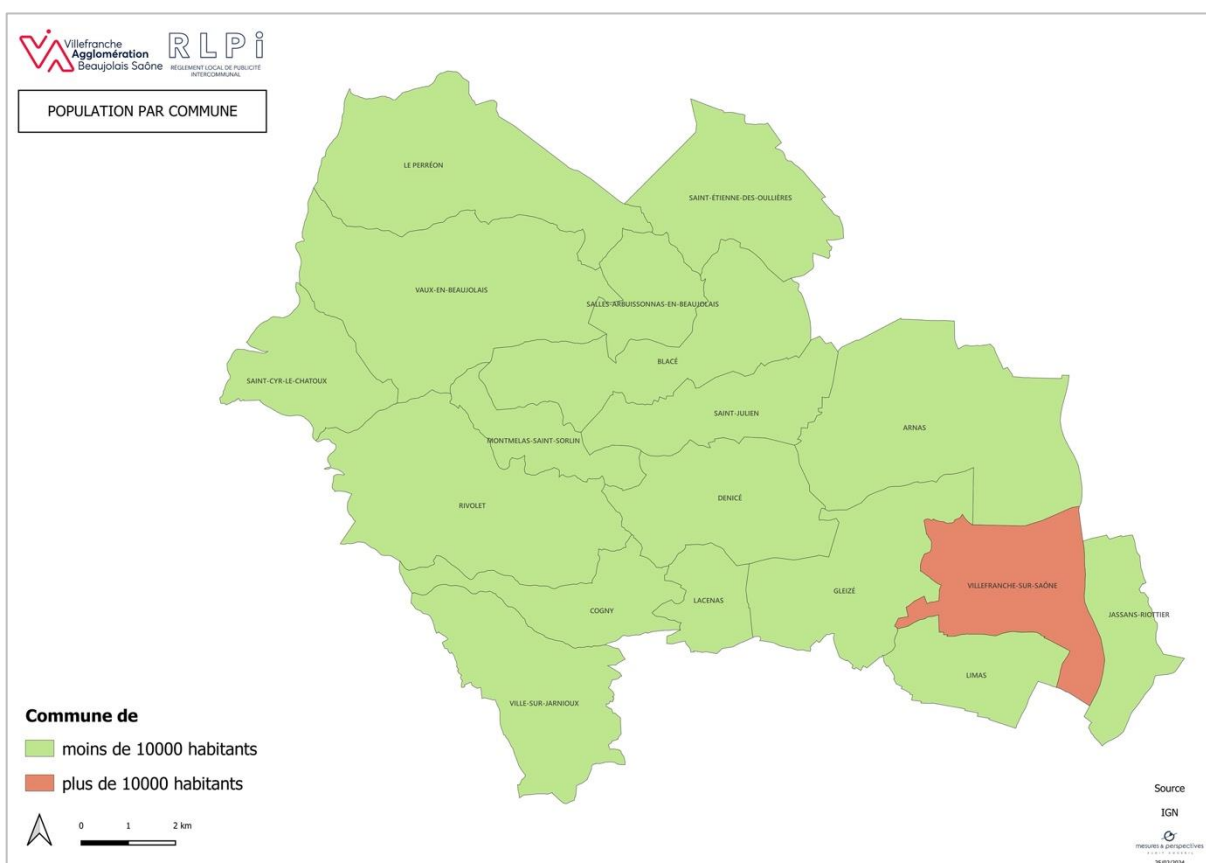 Villefranche
Agglomération
Beaujolais Saône
RLPi
RÈGLEMENT LOCAL DE PUBLICITÉ
INTERCOMMUNAL
POPULATION PAR COMMUNE
LE PERRÉON
SAINT-ÉTIENNE-DES-OULLIÈRES
VAUX-EN-BEAUJOLAIS
SALLES-ARBUISSONNAS-EN-BEAUJOLAIS
BLACÉ
SAINT-CYR-LE-CHATOUX
SAINT-JULIEN
ARNAS
MONTMELAS-SAINT-SORLIN
DENICÉ
RIVOLET
VILLEFRANCHE-SUR-SAÔNE
GLEIZÉ
LACENAS
COGNY
JASSANS-RIOTTIER
LIMAS
VILLE-SUR-JARNIOUX
Commune de
moins de 10000 habitants
plus de 10000 habitants
0 1 2 km
Source
IGN
mesures & perspectives